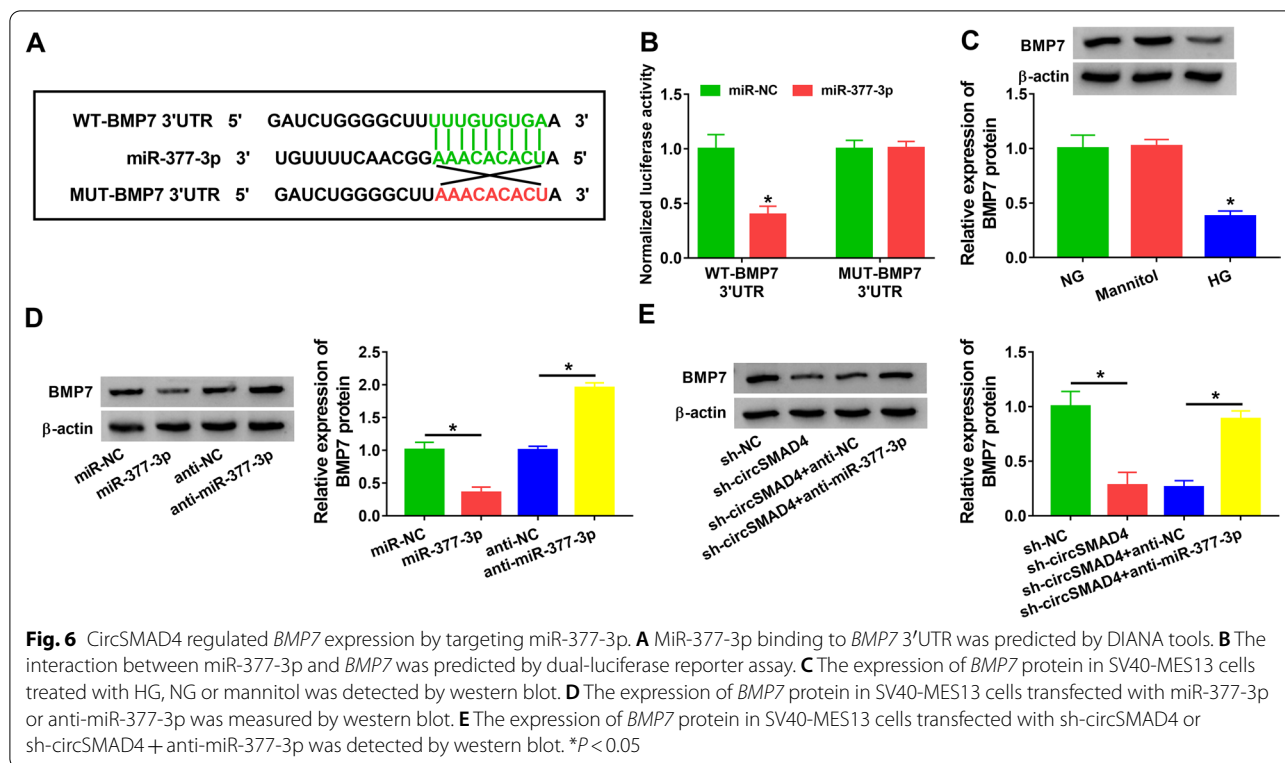 A
WT-BMP7 3'UTR 5' GAUCUGGGGCUUUUUGUGUGAA 3'
miR-377-3p 3' UGUUUUCAACGGAAACACACUA 5'
MUT-BMP7 3'UTR 5' GAUCUGGGGCUUAAACACACUA 3'
B
miR-NC miR-377-3p
Normalized luciferase activity
1.5
1.0
0.5
0.0
*
WT-BMP7 3'UTR
MUT-BMP7 3'UTR
C
BMP7
β-actin
Relative expression of
BMP7 protein
1.5
1.0
0.5
0.0
*
NG
Mannitol
HG
D
BMP7
β-actin
miR-NC
miR-377-3p
anti-NC
anti-miR-377-3p
Relative expression of
BMP7 protein
2.5
2.0
1.5
1.0
0.5
0.0
*
*
miR-NC
miR-377-3p
anti-NC
anti-miR-377-3p
E
BMP7
β-actin
sh-NC
sh-circSMAD4
sh-circSMAD4+anti-NC
sh-circSMAD4+anti-miR-377-3p
Relative expression of
BMP7 protein
1.5
1.0
0.5
0.0
*
*
sh-NC
sh-circSMAD4
sh-circSMAD4+anti-NC
sh-circSMAD4+anti-miR-377-3p
Fig. 6 CircSMAD4 regulated BMP7 expression by targeting miR-377-3p. A MiR-377-3p binding to BMP7 3′UTR was predicted by DIANA tools. B The
interaction between miR-377-3p and BMP7 was predicted by dual-luciferase reporter assay. C The expression of BMP7 protein in SV40-MES13 cells
treated with HG, NG or mannitol was detected by western blot. D The expression of BMP7 protein in SV40-MES13 cells transfected with miR-377-3p
or anti-miR-377-3p was measured by western blot. E The expression of BMP7 protein in SV40-MES13 cells transfected with sh-circSMAD4 or
sh-circSMAD4 + anti-miR-377-3p was detected by western blot. *P < 0.05